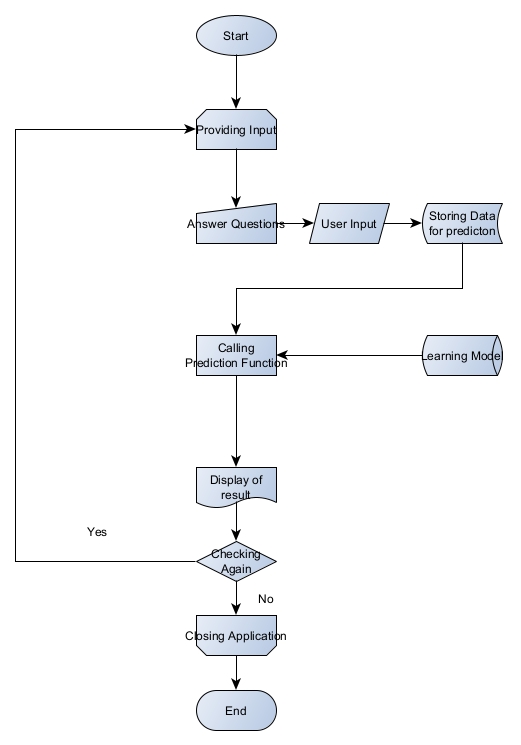 Start
Providing Input
Answer Questions
User Input
Storing Data
for predicton
Calling
Prediction Function
Learning Model
Display of
result
Checking
Again
Yes
No
Closing Application
End